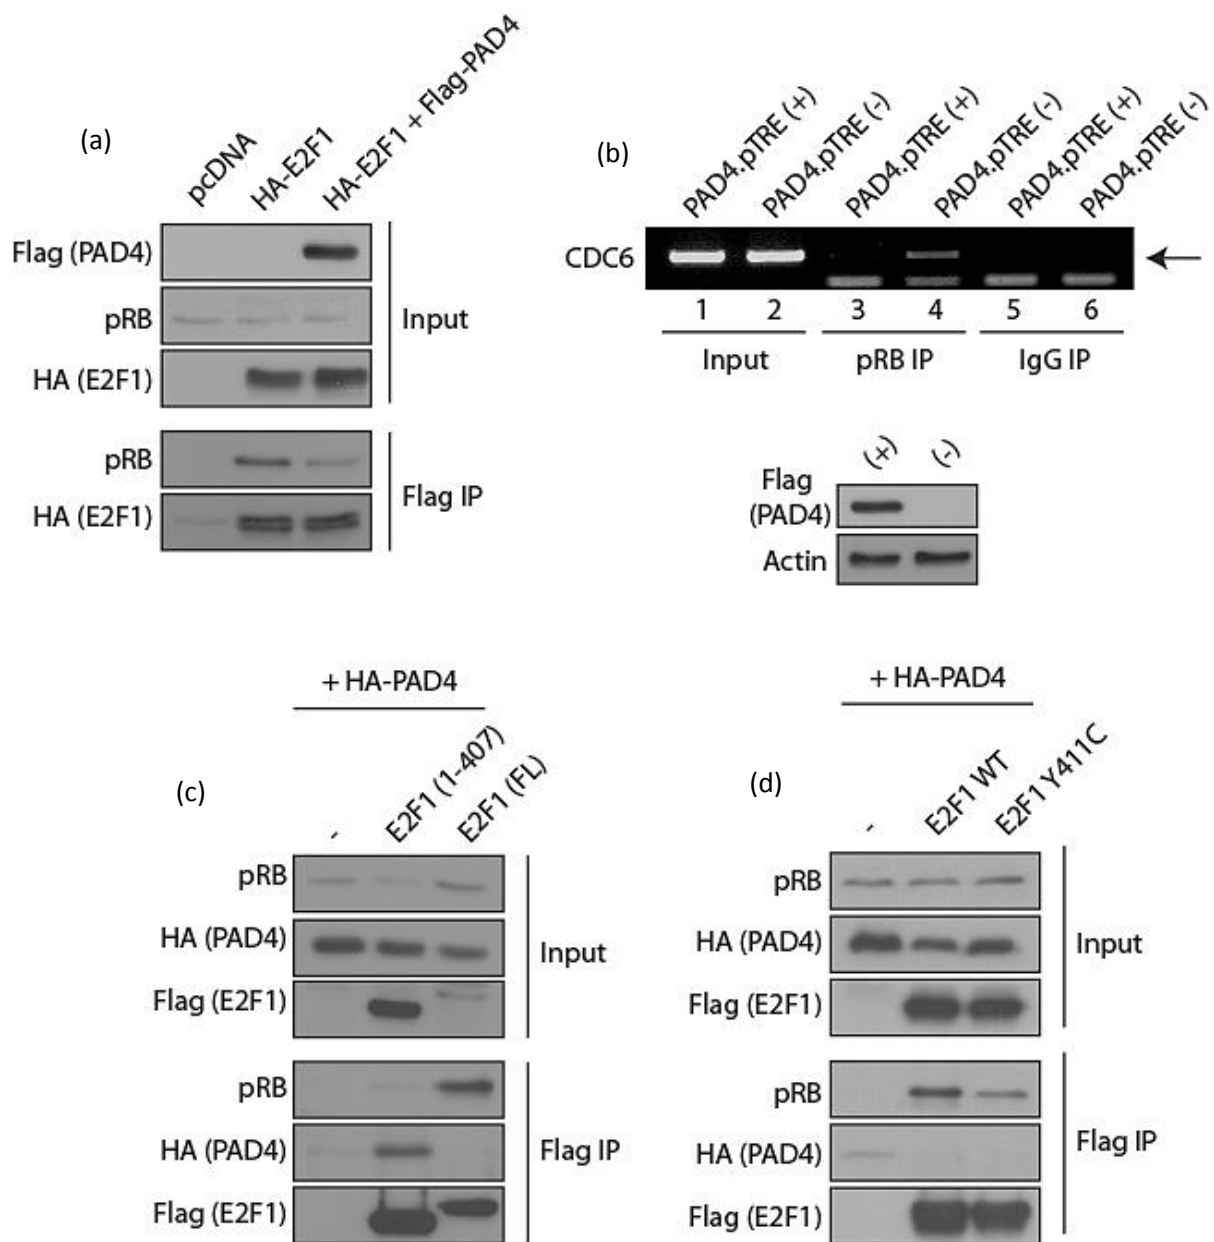 (a)
pcDNA
HA-E2F1
HA-E2F1 + Flag-PAD4
Flag (PAD4)
pRB
HA (E2F1)
Input
pRB
HA (E2F1)
Flag IP
(b)
PAD4.pTRE (+)
PAD4.pTRE (-)
PAD4.pTRE (+)
PAD4.pTRE (-)
PAD4.pTRE (+)
PAD4.pTRE (-)
CDC6
1 2 3 4 5 6
Input pRB IP IgG IP
(+) (-)
Flag
(PAD4)
Actin
(c)
+ HA-PAD4
-
E2F1 (1-407)
E2F1 (FL)
pRB
HA (PAD4)
Flag (E2F1)
Input
pRB
HA (PAD4)
Flag (E2F1)
Flag IP
(d)
+ HA-PAD4
-
E2F1 WT
E2F1 Y411C
pRB
HA (PAD4)
Flag (E2F1)
Input
pRB
HA (PAD4)
Flag (E2F1)
Flag IP